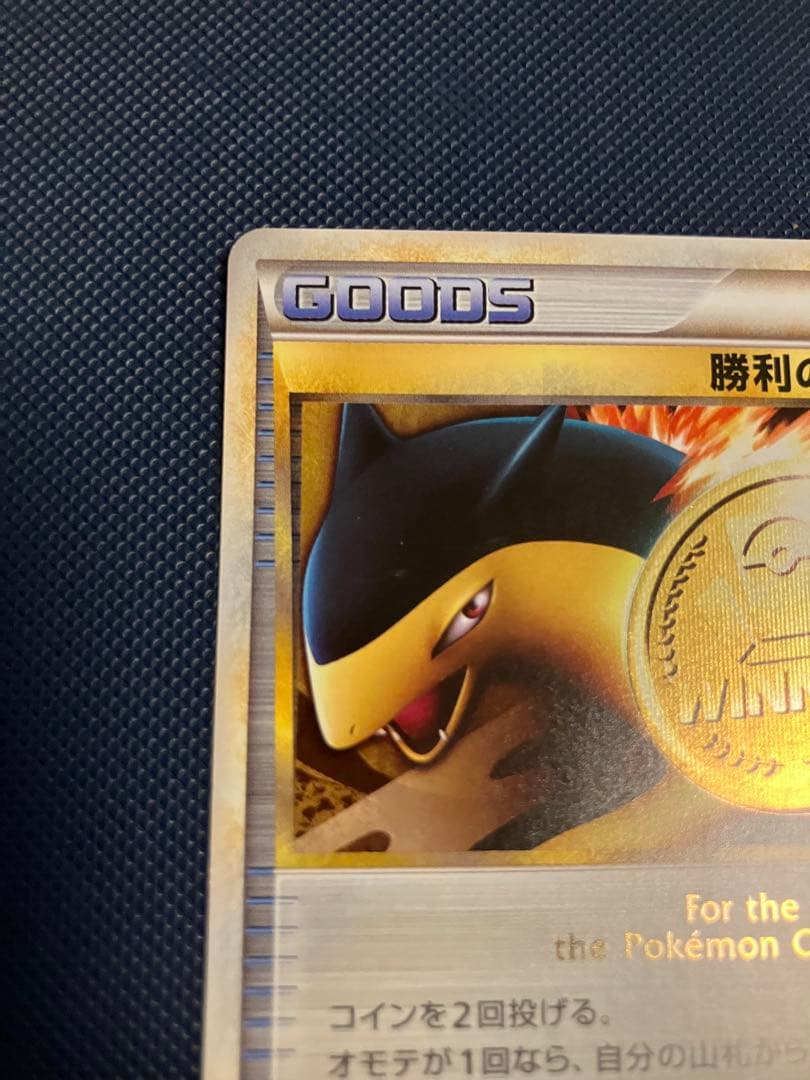 GOODS
勝利の
WIN
For the
the Pokémon C
コインを2回投げる。
オモテが1回なら、自分の山札から